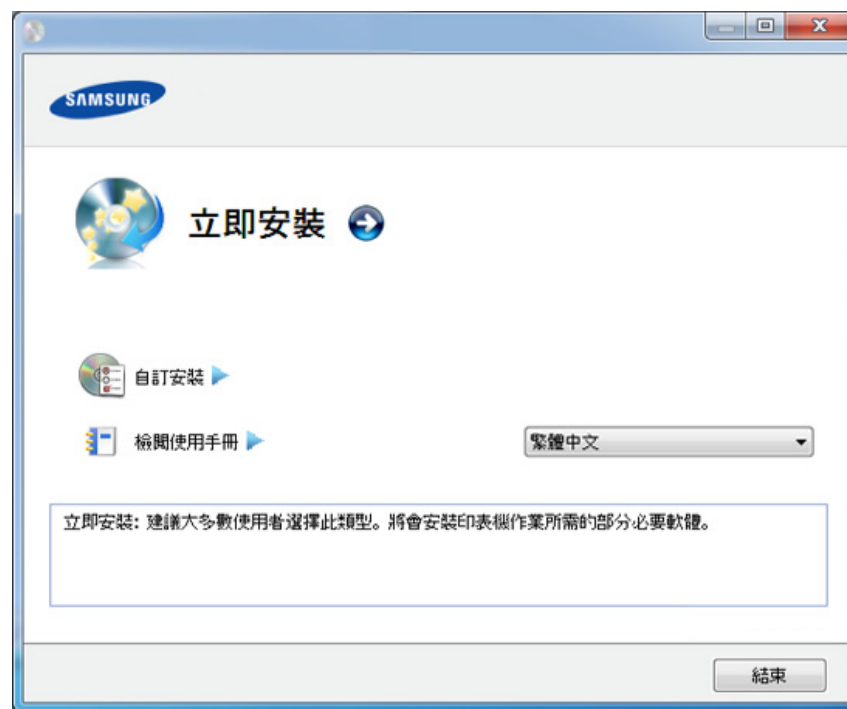 SAMSUNG
立即安裝
自訂安裝
檢閱使用手冊
繁體中文
立即安裝: 建議大多數使用者選擇此類型。將會安裝印表機作業所需的部分必要軟體。
結束